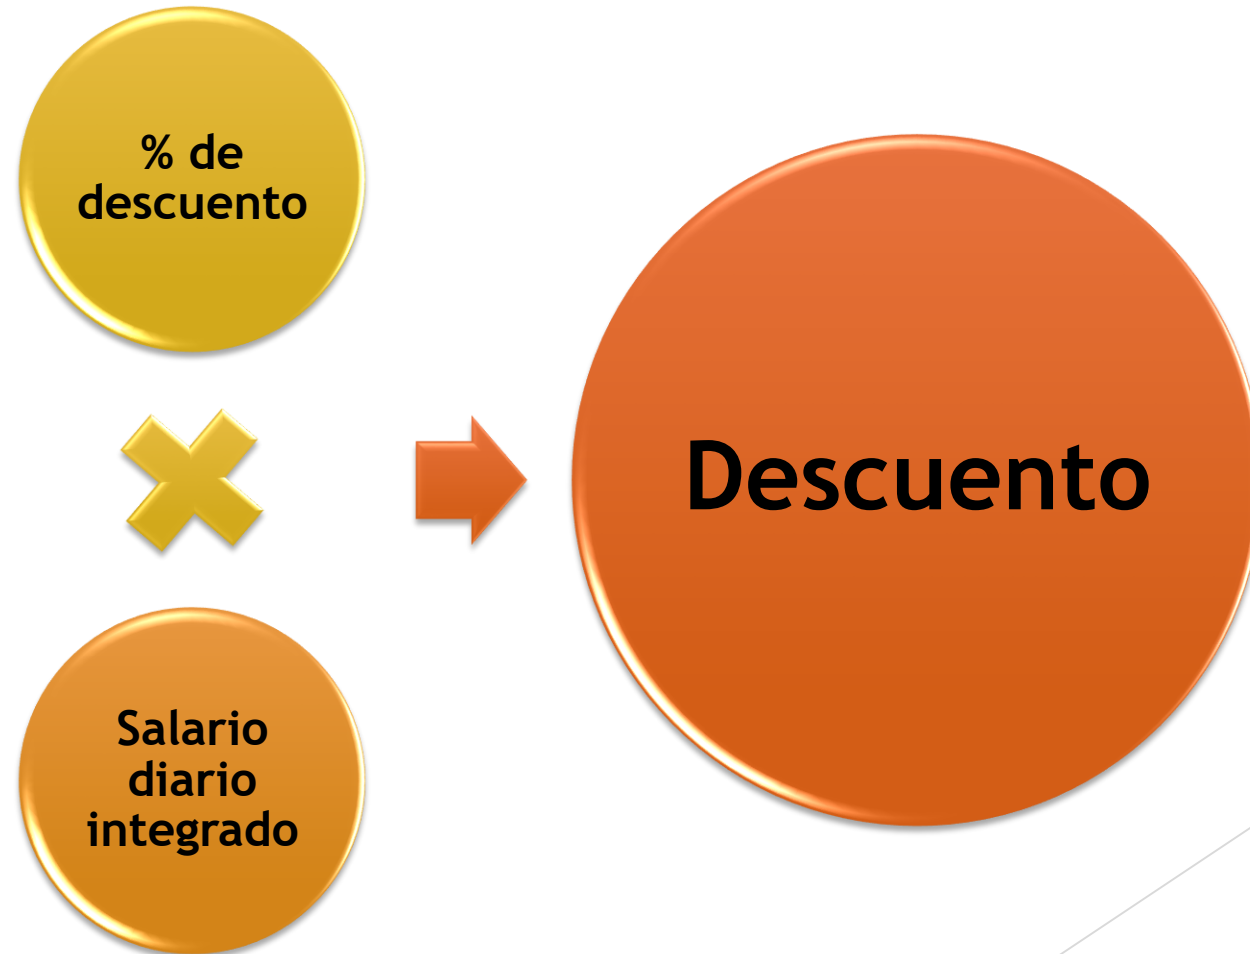 % de
descuento
Salario
diario
integrado
Descuento